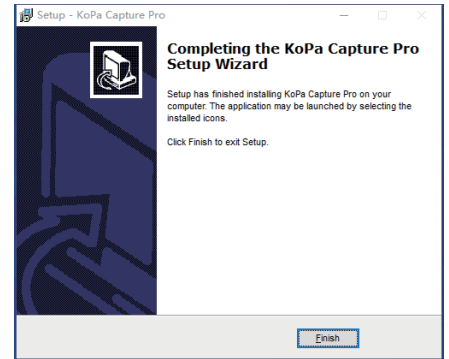 Setup - KoPa Capture Pro
Completing the KoPa Capture Pro
Setup Wizard
Setup has finished installing KoPa Capture Pro on your
computer. The application may be launched by selecting the
installed icons.
Click Finish to exit Setup.
Finish